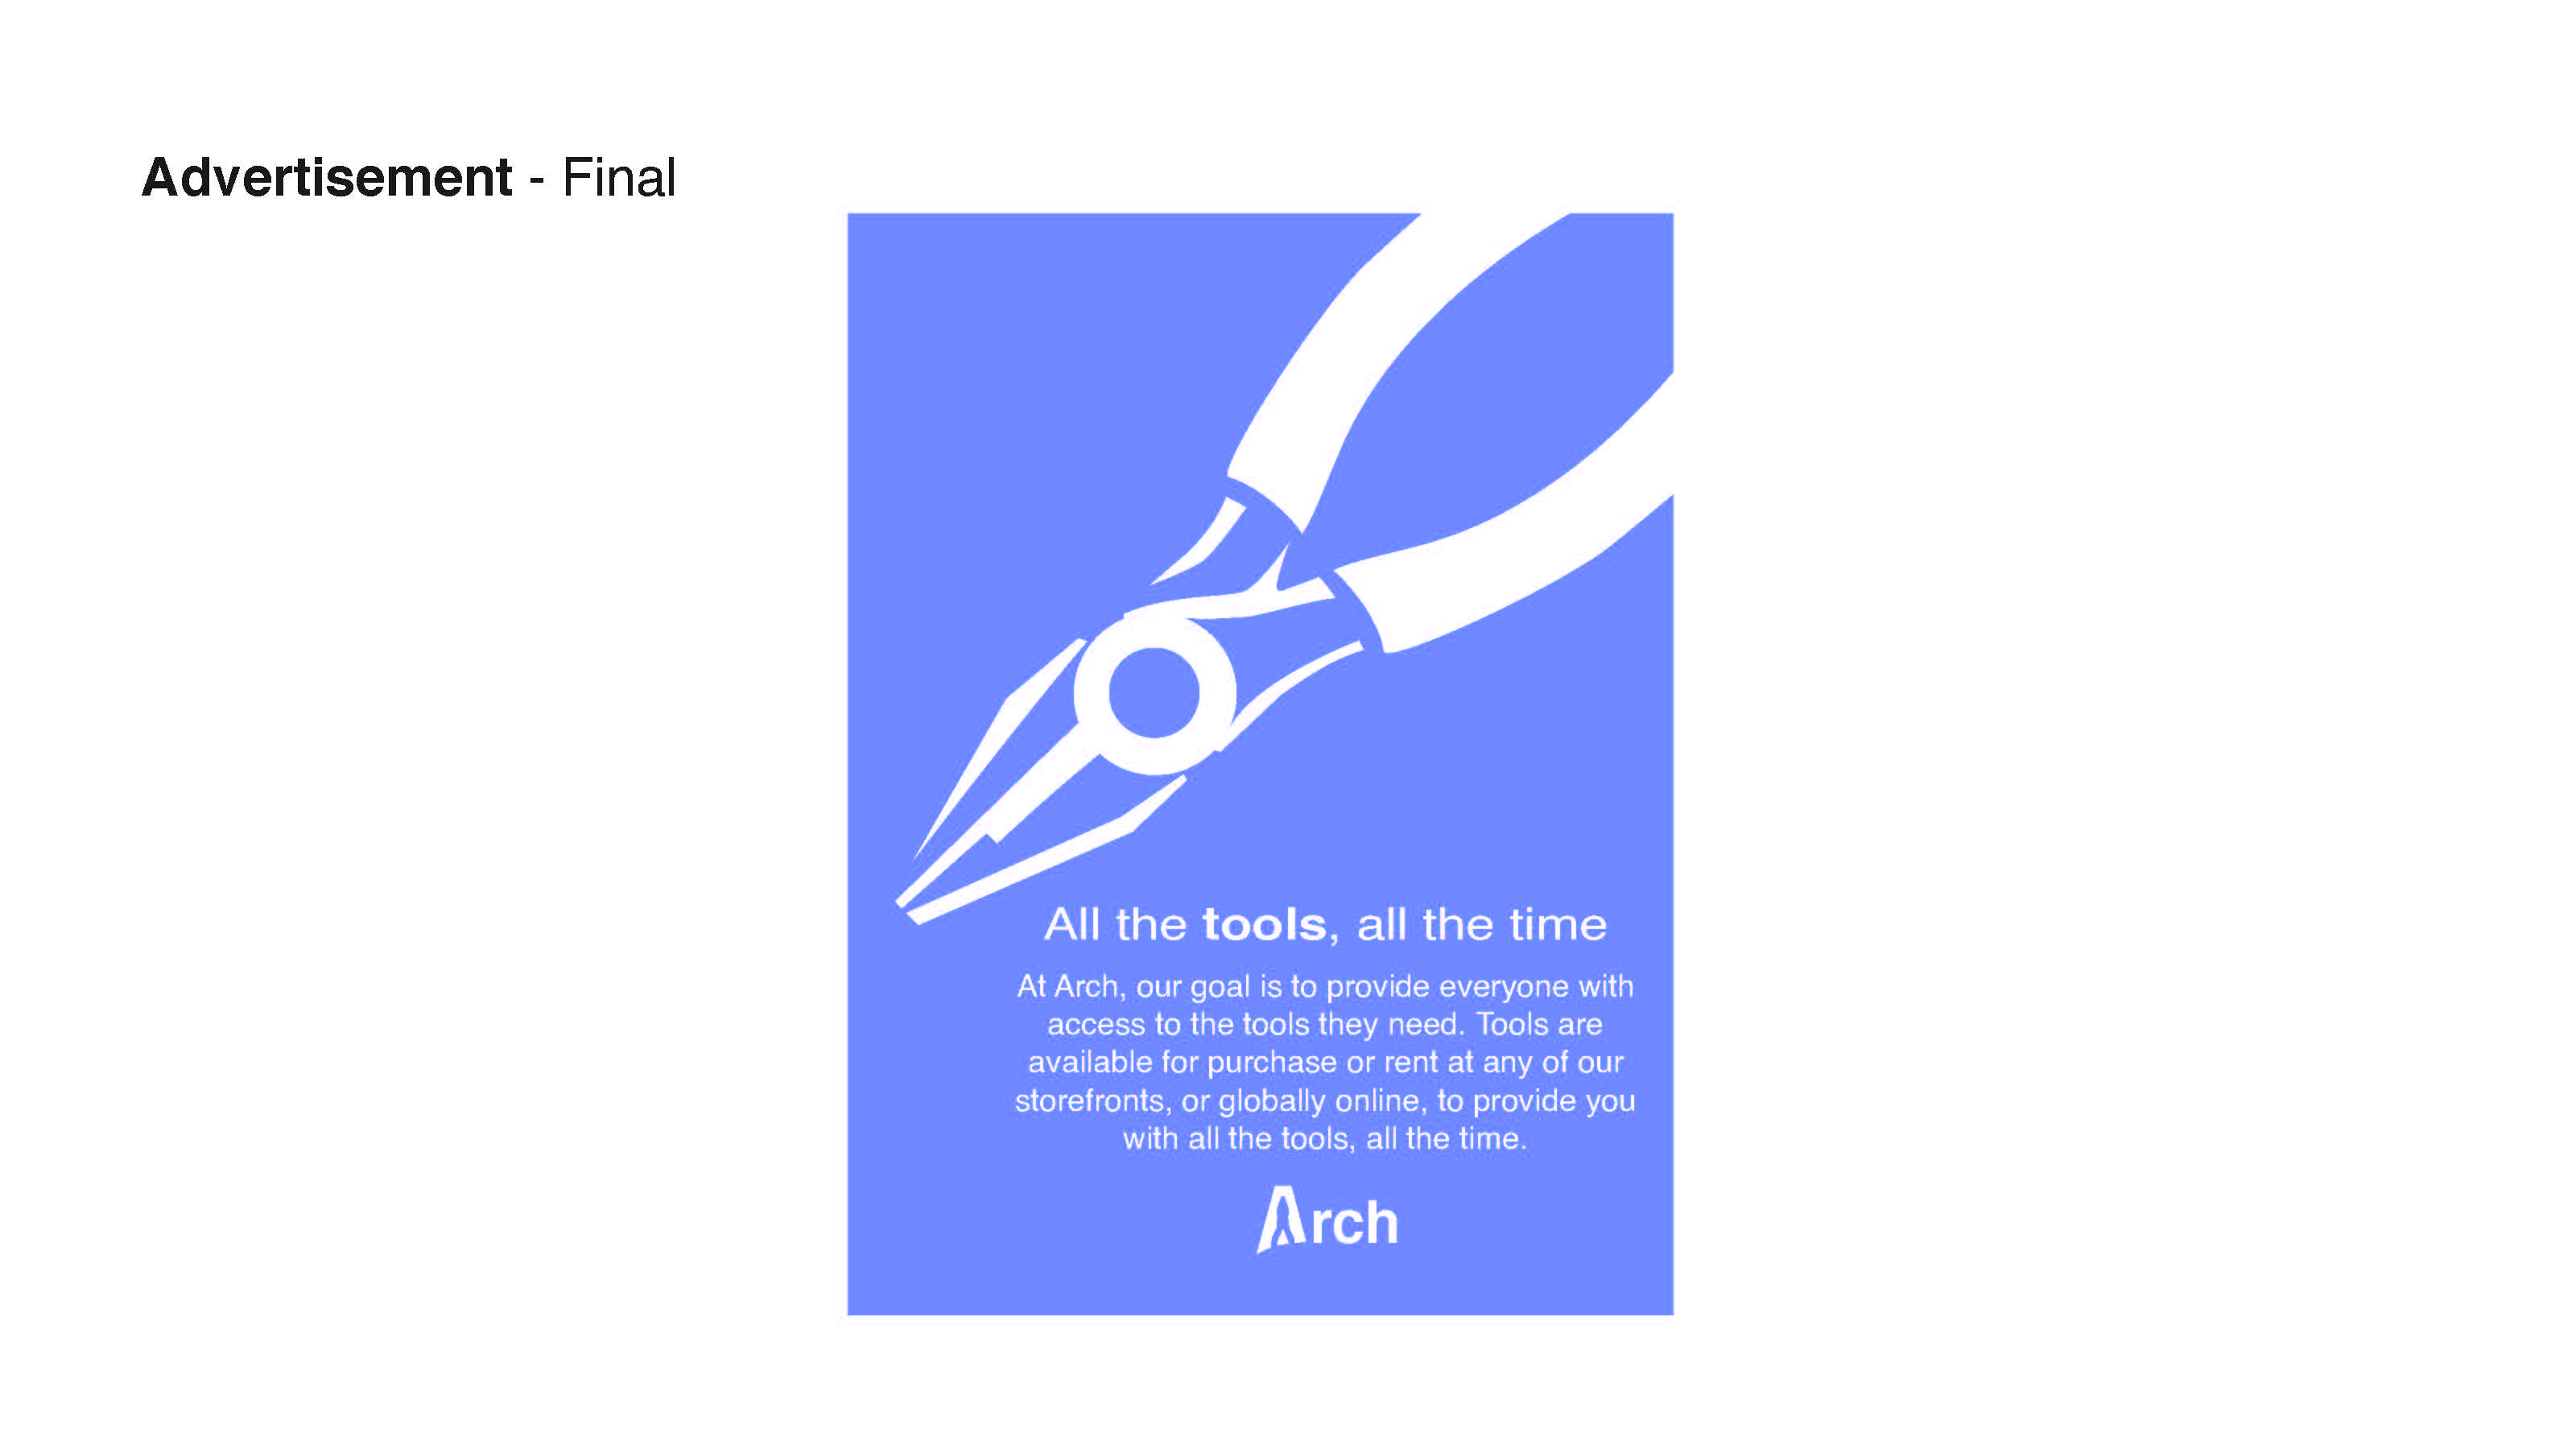 Advertisement - Final
All the tools, all the time
At Arch, our goal is to provide everyone with
access to the tools they need. Tools are
available for purchase or rent at any of our
storefronts, or globally online, to provide you
with all the tools, all the time.
Arch